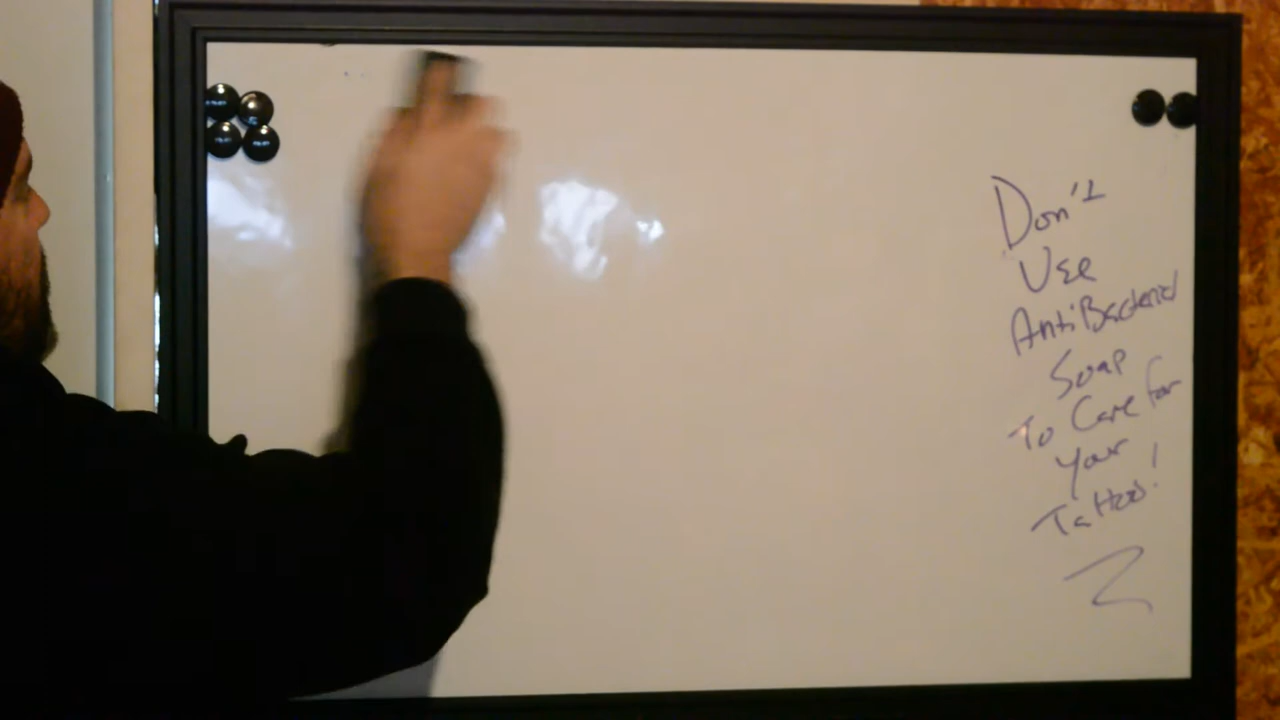 Don't
Use
AntiBacterial
Soap
To Care for
Your
Tattoo!